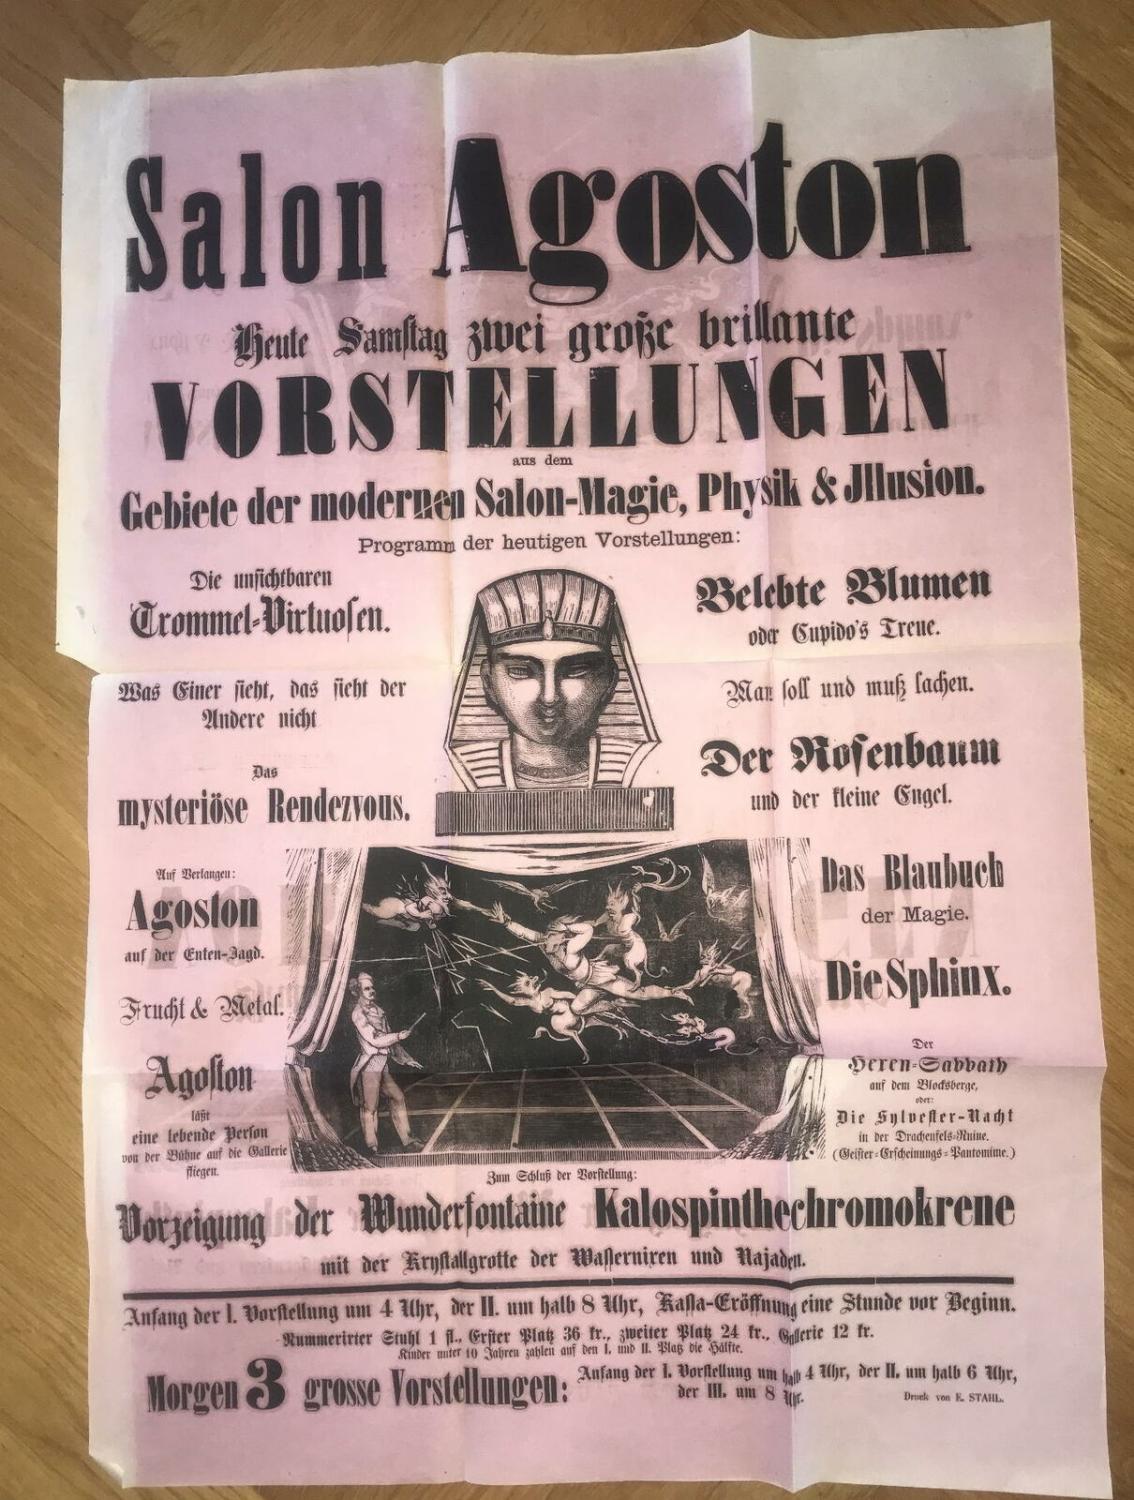 Salon Agoston
Heute Samstag zwei große brillante
VORSTELLUNGEN
aus dem
Gebiete der modernen Salon-Magie, Physik & Jllusion.
Programm der heutigen Vorstellungen:
Die unsichtbaren
Trommel-Virtuosen.
Was Einer sieht, das sieht der
Andere nicht
Das
mysteriöse Rendezvous.
Auf Verlangen:
Agoston
auf der Enten-Jagd.
Frucht & Metal.
Agoston
läßt
eine lebende Person
von der Bühne auf die Gallerie
fliegen.
Belebte Blumen
oder Cupido's Treue.
Man soll und muß lachen.
Der Rosenbaum
und der kleine Engel.
Das Blaubuch
der Magie.
Die Sphinx.
Der
Hexen-Sabbath
auf dem Blocksberge,
oder:
Die Sylvester-Nacht
in der Drachenfels-Ruine.
(Geister-Erscheinungs-Pantomime.)
Zum Schluß der Vorstellung:
Vorzeigung der Wunderfontaine Kalospinthechromokrene
mit der Krystallgrotte der Wassernixen und Najaden.
Anfang der I. Vorstellung um 4 Uhr, der II. um halb 8 Uhr, Kassa-Eröffnung eine Stunde vor Beginn.
Nummerirter Stuhl 1 fl., Erster Platz 36 kr., zweiter Platz 24 kr., Gallerie 12 kr.
Kinder unter 10 Jahren zahlen auf den I. und II. Platz die Hälfte.
Morgen 3 grosse Vorstellungen: Anfang der I. Vorstellung um halb 4 Uhr, der II. um halb 6 Uhr,
der III. um 8 Uhr.
Druck von E. STAHL.